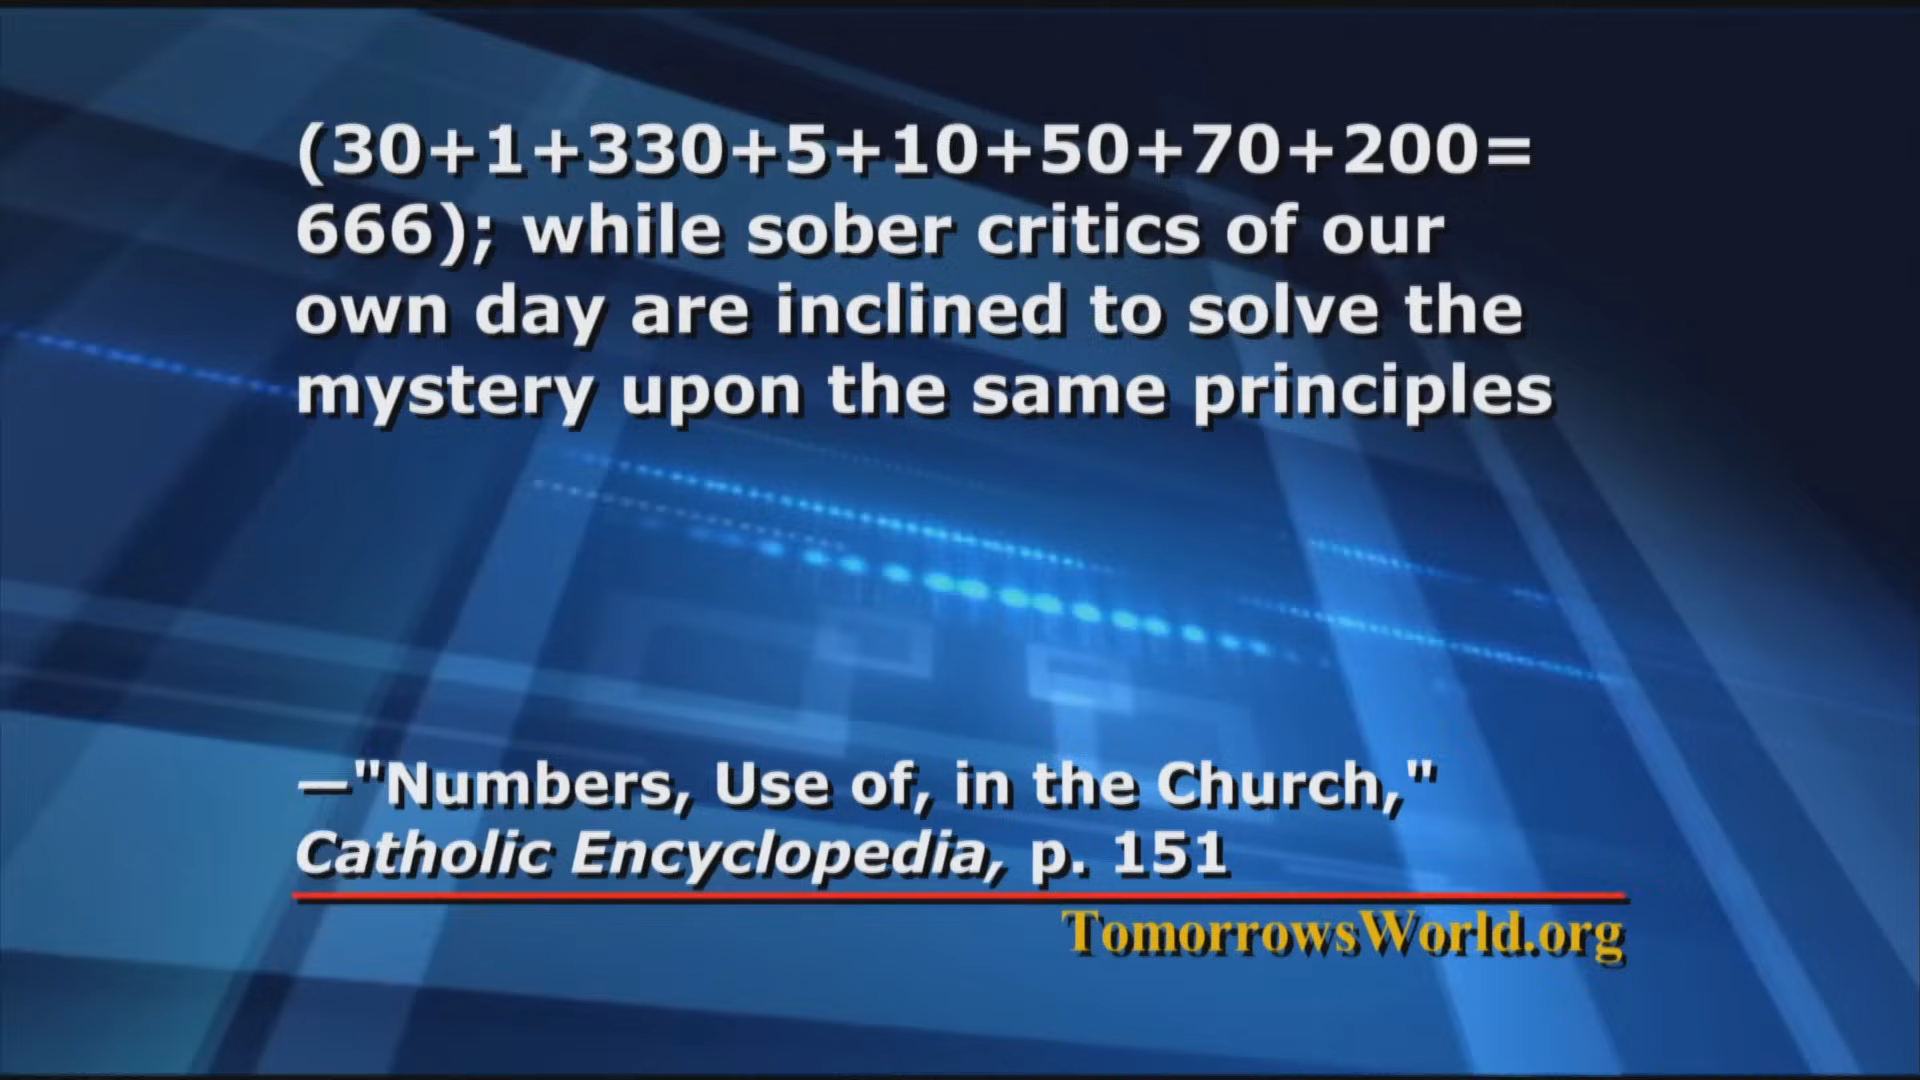 (30+1+330+5+10+50+70+200=
666); while sober critics of our
own day are inclined to solve the
mystery upon the same principles
—"Numbers, Use of, in the Church,"
Catholic Encyclopedia, p. 151
TomorrowsWorld.org